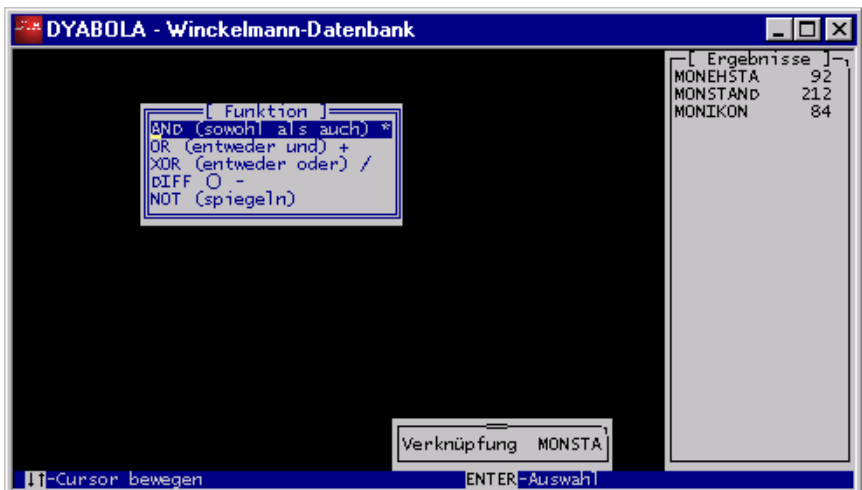 DYABOLA - Winckelmann-Datenbank
[ Ergebnisse ]
MONEHSTA 92
MONSTAND 212
MONIKON 84
[ Funktion ]
AND (sowohl als auch) *
OR (entweder und) +
XOR (entweder oder) /
DIFF O -
NOT (spiegeln)
Verknüpfung MONSTA
↓↑-Cursor bewegen ENTER-Auswahl